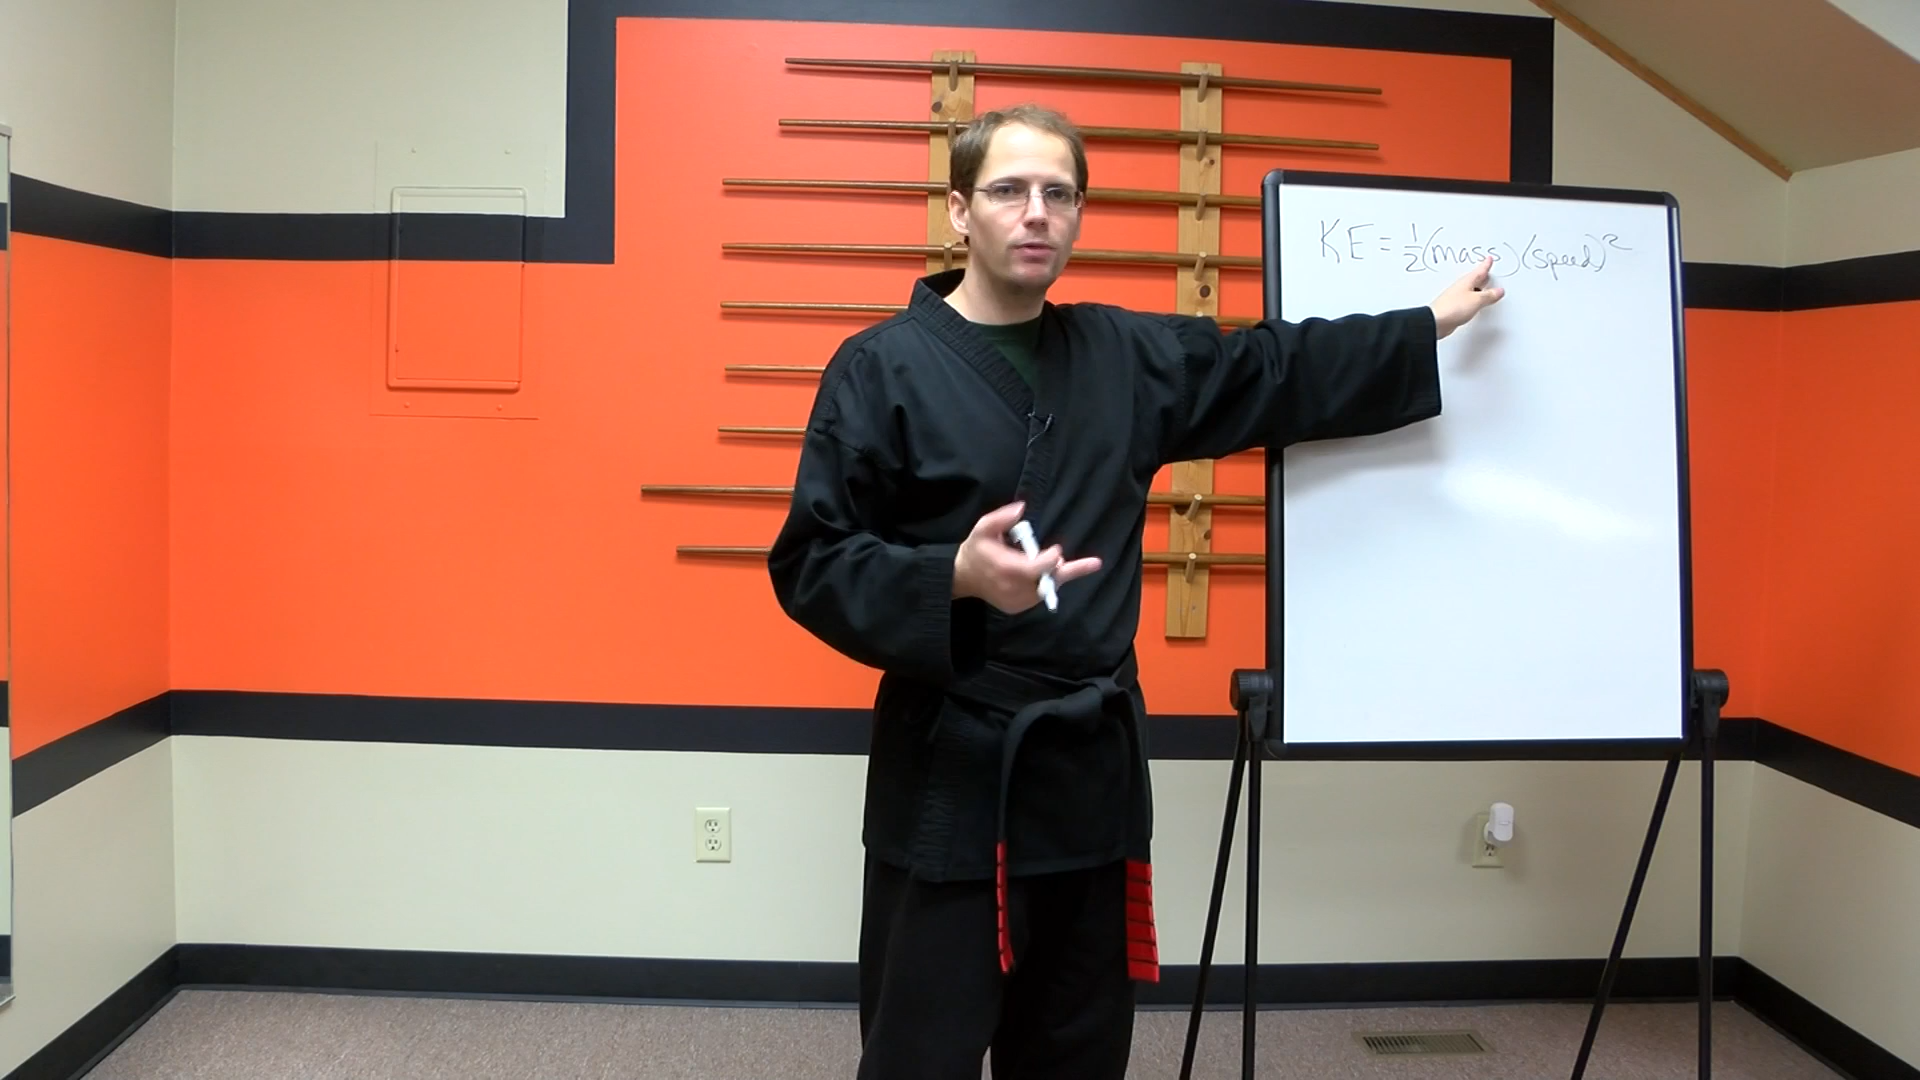 KE = ½(mass)(speed)²